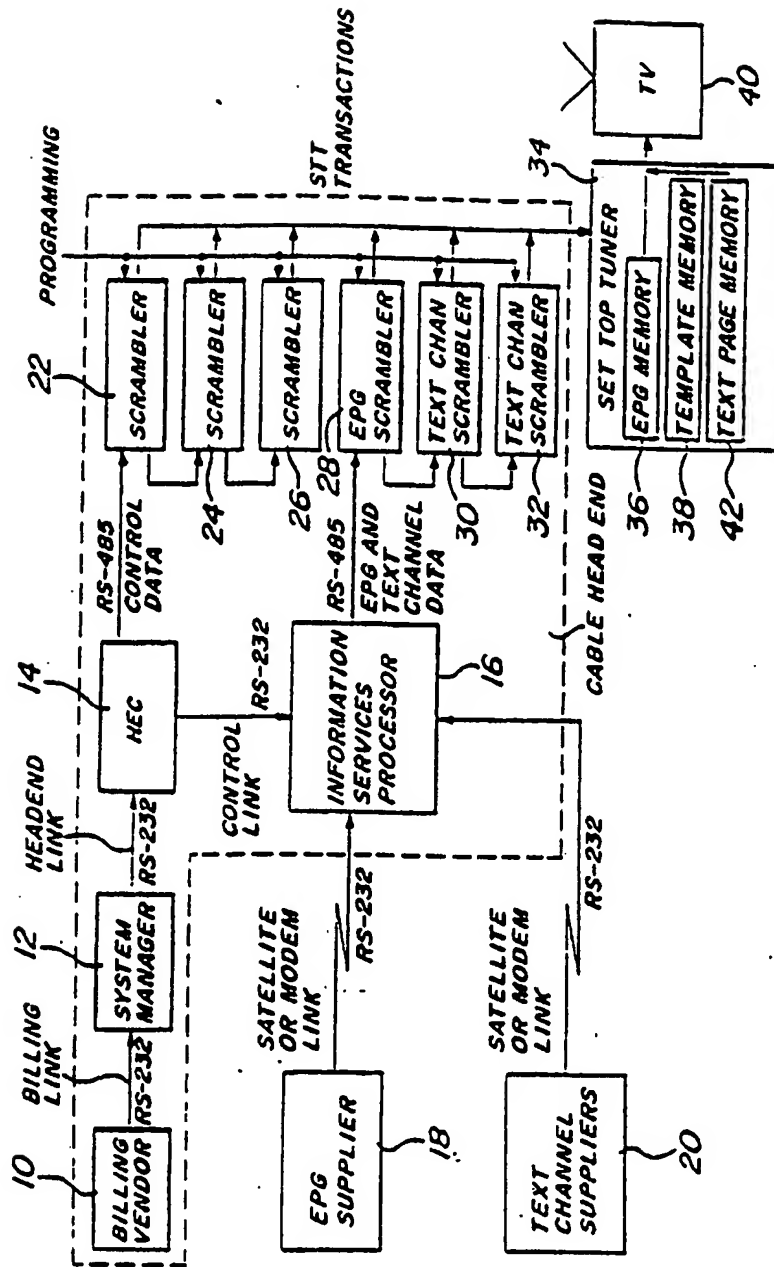 10
BILLING
VENDOR
BILLING
LINK
RS-232
12
SYSTEM
MANAGER
HEADEND
LINK
RS-232
14
HEC
RS-485
CONTROL
DATA
CONTROL
LINK
RS-232
PROGRAMMING
STT
TRANSACTIONS
22
SCRAMBLER
SCRAMBLER
24
SCRAMBLER
26
28
EPG
SCRAMBLER
TEXT CHAN
SCRAMBLER
30
TEXT CHAN
SCRAMBLER
32
INFORMATION
SERVICES
PROCESSOR
16
RS-485
EPG AND
TEXT
CHANNEL
DATA
EPG
SUPPLIER
18
SATELLITE
OR MODEM
LINK
RS-232
TEXT
CHANNEL
SUPPLIERS
20
SATELLITE
OR MODEM
LINK
RS-232
CABLE HEAD END
34
SET TOP TUNER
EPG MEMORY
36
TEMPLATE MEMORY
38
TEXT PAGE MEMORY
42
TV
40